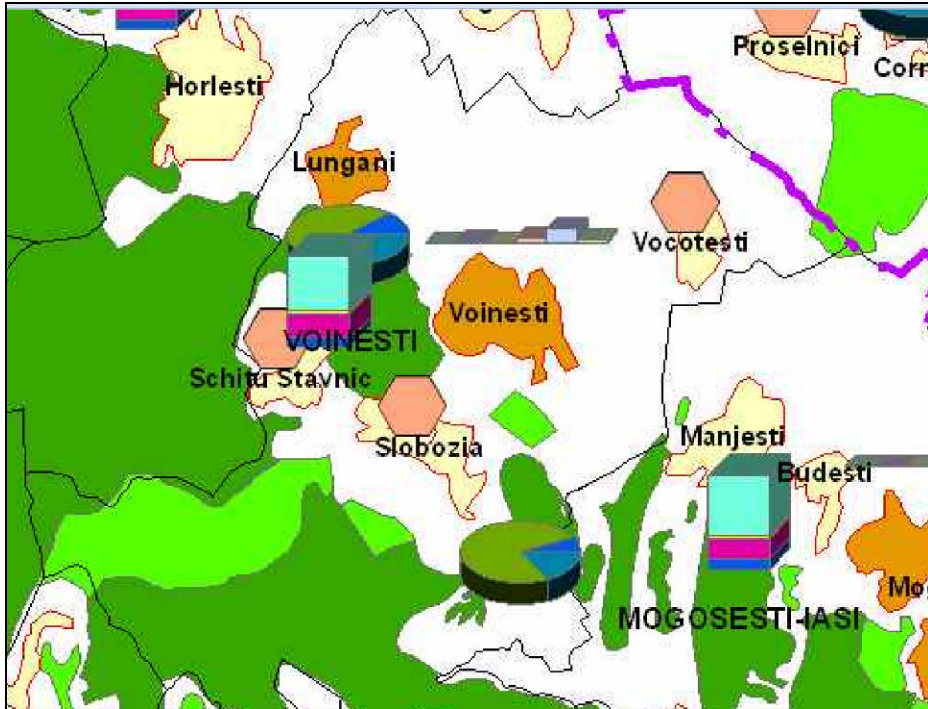 Proselnici
Horlesti
Lungani
Vocotesti
Voinesti
VOINESTI
Schitu Stavnic
Slobozia
Manjesti
Budesti
MOGOSESTI-IASI